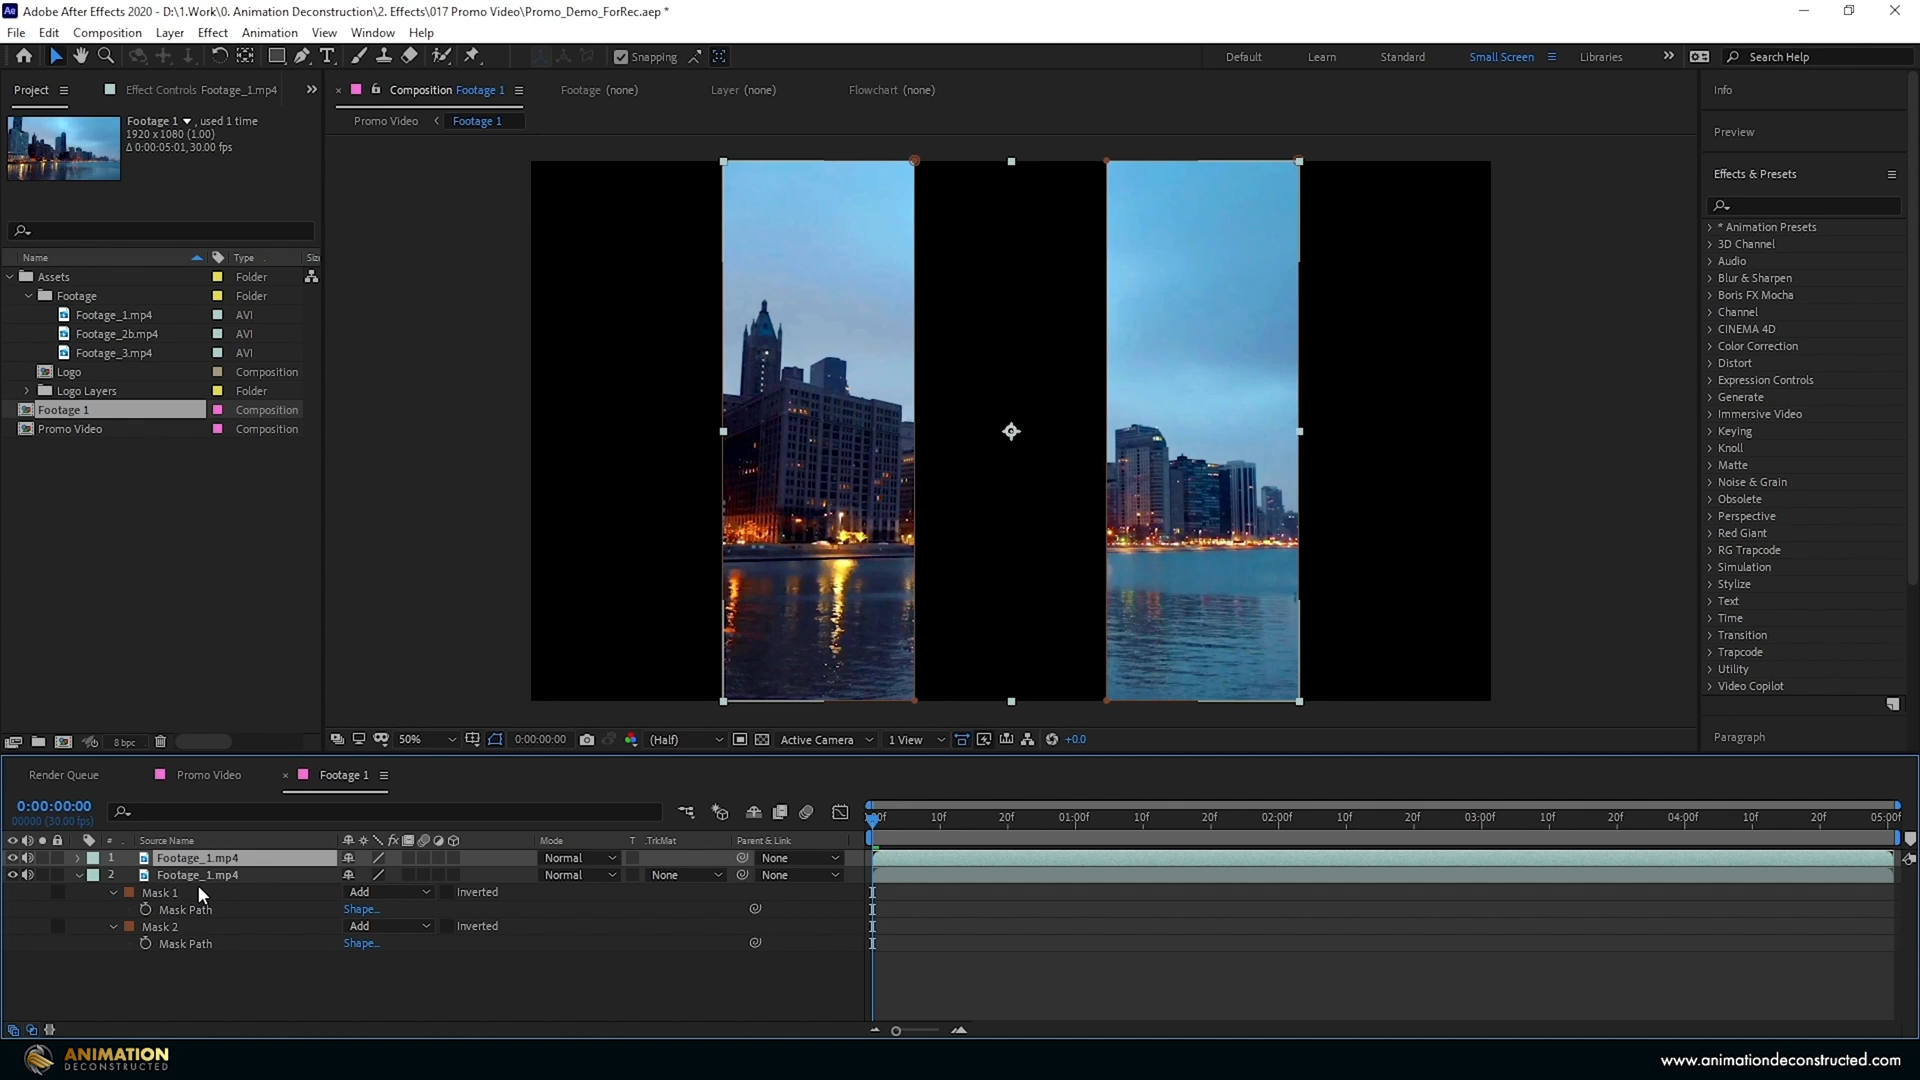 Ae Adobe After Effects 2020 - D:\1.Work\0. Animation Deconstruction\2. Effects\017 Promo Video\Promo_Demo_ForRec.aep *
File Edit Composition Layer Effect Animation View Window Help
Snapping Default Learn Standard Small Screen Libraries Search Help
Project Effect Controls Footage_1.mp4 Composition Footage 1 Footage (none) Layer (none) Flowchart (none) Info
Promo Video Footage 1
Footage 1 , used 1 time
1920 x 1080 (1.00)
Δ 0:00:05:01, 30.00 fps
Preview
Effects & Presets
Name Type Siz
Assets Folder
Footage Folder
Footage_1.mp4 AVI
Footage_2b.mp4 AVI
Footage_3.mp4 AVI
Logo Composition
Logo Layers Folder
Footage 1 Composition
Promo Video Composition
* Animation Presets
3D Channel
Audio
Blur & Sharpen
Boris FX Mocha
Channel
CINEMA 4D
Color Correction
Distort
Expression Controls
Generate
Immersive Video
Keying
Knoll
Matte
Noise & Grain
Obsolete
Perspective
Red Giant
RG Trapcode
Simulation
Stylize
Text
Time
Transition
Trapcode
Utility
Video Copilot
Paragraph
8 bpc 50% 0:00:00:00 (Half) Active Camera 1 View +0.0
Render Queue Promo Video × Footage 1
0:00:00:00
00000 (30.00 fps)
10f 20f 01:00f 10f 20f 02:00f 10f 20f 03:00f 10f 20f 04:00f 10f 20f 05:00f
# Source Name fx Mode T .TrkMat Parent & Link
1 Footage_1.mp4 Normal None
2 Footage_1.mp4 Normal None None
Mask 1 Add Inverted
Mask Path Shape...
Mask 2 Add Inverted
Mask Path Shape...
ANIMATION
DECONSTRUCTED
www.animationdeconstructed.com